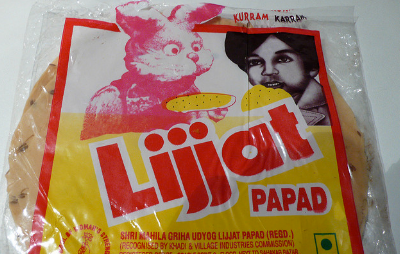 KURRAM KARRAM
Lijjat
PAPAD
SHRI MAHILA GRIHA UDYOG LIJJAT PAPAD (REGD.)
(RECOGNISED BY KHADI & VILLAGE INDUSTRIES COMMISSION)